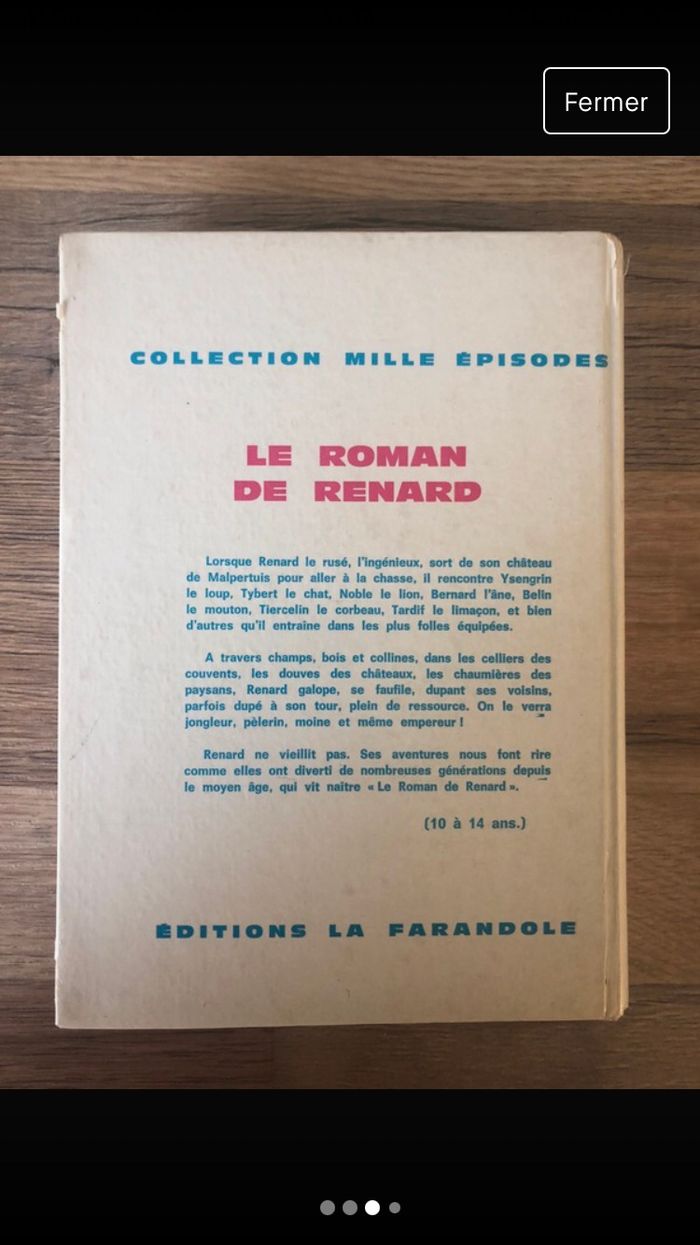 Fermer
COLLECTION MILLE ÉPISODES
LE ROMAN
DE RENARD
Lorsque Renard le rusé, l'ingénieux, sort de son château
de Malpertuis pour aller à la chasse, il rencontre Ysengrin
le loup, Tybert le chat, Noble le lion, Bernard l'âne, Belin
le mouton, Tiercelin le corbeau, Tardif le limaçon, et bien
d'autres qu'il entraîne dans les plus folles équipées.
A travers champs, bois et collines, dans les celliers des
couvents, les douves des châteaux, les chaumières des
paysans, Renard galope, se faufile, dupant ses voisins,
parfois dupé à son tour, plein de ressource. On le verra
jongleur, pèlerin, moine et même empereur !
Renard ne vieillit pas. Ses aventures nous font rire
comme elles ont diverti de nombreuses générations depuis
le moyen âge, qui vit naître « Le Roman de Renard ».
(10 à 14 ans.)
ÉDITIONS LA FARANDOLE